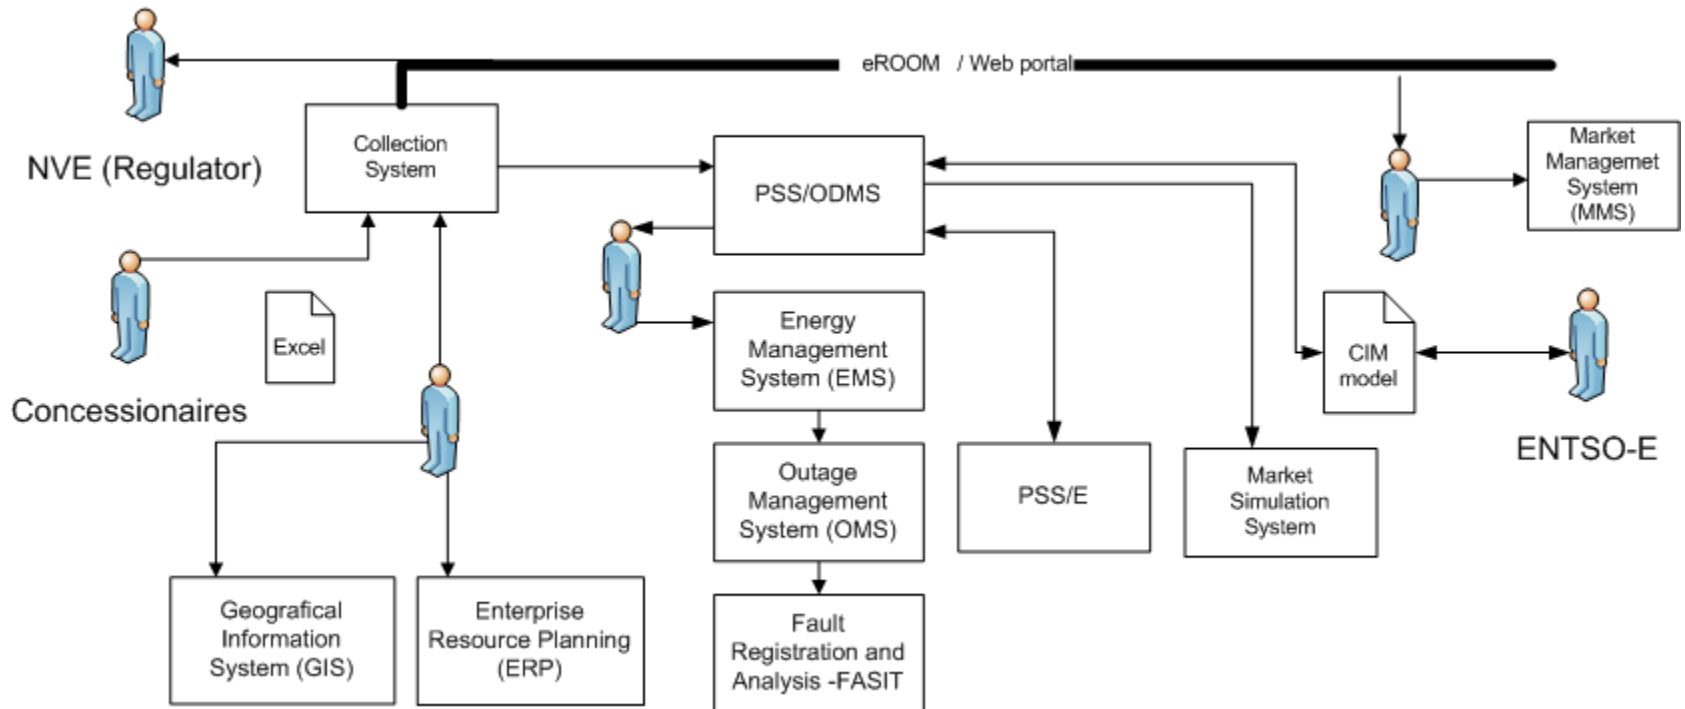 eROOM / Web portal
NVE (Regulator)
Collection
System
PSS/ODMS
Market
Managemet
System
(MMS)
Concessionaires
Excel
Energy
Management
System (EMS)
CIM
model
ENTSO-E
Outage
Management
System (OMS)
PSS/E
Market
Simulation
System
Geografical
Information
System (GIS)
Enterprise
Resource Planning
(ERP)
Fault
Registration and
Analysis -FASIT